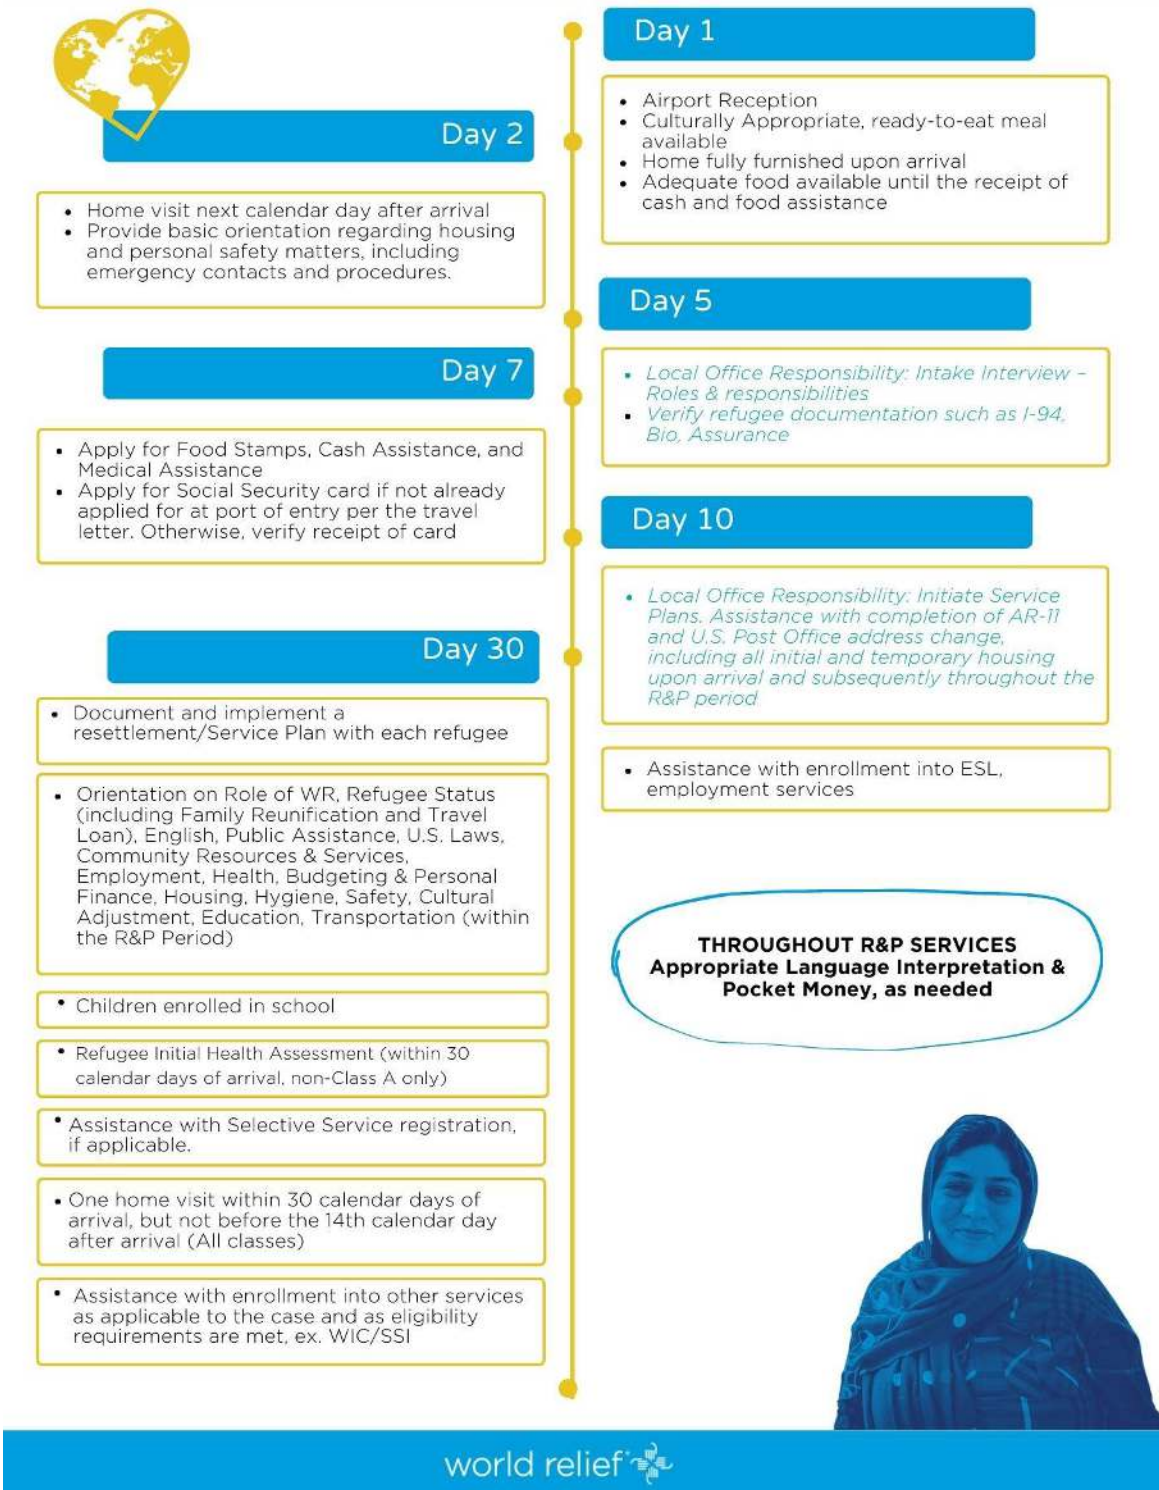 Day 1
• Airport Reception
• Culturally Appropriate, ready-to-eat meal
available
• Home fully furnished upon arrival
• Adequate food available until the receipt of
cash and food assistance
Day 2
• Home visit next calendar day after arrival
• Provide basic orientation regarding housing
and personal safety matters, including
emergency contacts and procedures.
Day 5
• Local Office Responsibility: Intake Interview –
Roles & responsibilities
• Verify refugee documentation such as I-94,
Bio, Assurance
Day 7
• Apply for Food Stamps, Cash Assistance, and
Medical Assistance
• Apply for Social Security card if not already
applied for at port of entry per the travel
letter. Otherwise, verify receipt of card
Day 10
• Local Office Responsibility: Initiate Service
Plans. Assistance with completion of AR-11
and U.S. Post Office address change,
including all initial and temporary housing
upon arrival and subsequently throughout the
R&P period
• Assistance with enrollment into ESL,
employment services
Day 30
• Document and implement a
resettlement/Service Plan with each refugee
• Orientation on Role of WR, Refugee Status
(including Family Reunification and Travel
Loan), English, Public Assistance, U.S. Laws,
Community Resources & Services,
Employment, Health, Budgeting & Personal
Finance, Housing, Hygiene, Safety, Cultural
Adjustment, Education, Transportation (within
the R&P Period)
• Children enrolled in school
• Refugee Initial Health Assessment (within 30
calendar days of arrival, non-Class A only)
• Assistance with Selective Service registration,
if applicable.
• One home visit within 30 calendar days of
arrival, but not before the 14th calendar day
after arrival (All classes)
• Assistance with enrollment into other services
as applicable to the case and as eligibility
requirements are met, ex. WIC/SSI
THROUGHOUT R&P SERVICES
Appropriate Language Interpretation &
Pocket Money, as needed
world relief